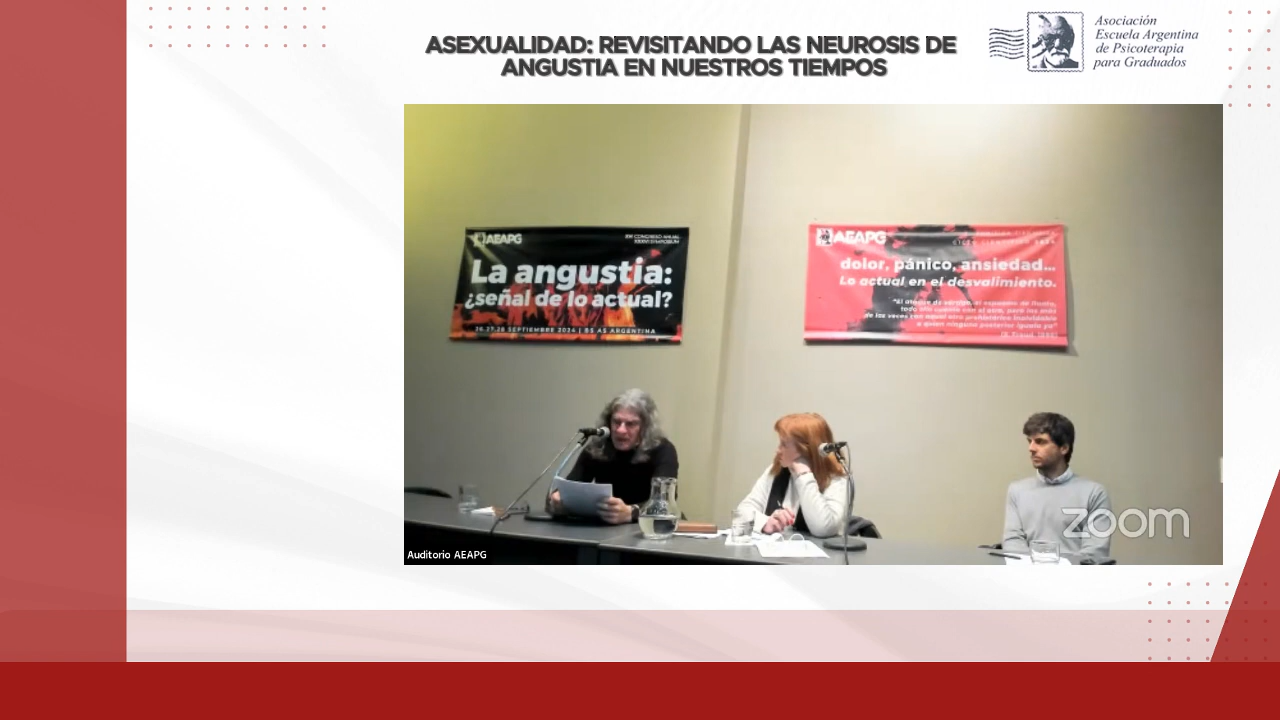 ASEXUALIDAD: REVISITANDO LAS NEUROSIS DE
ANGUSTIA EN NUESTROS TIEMPOS
Asociación
Escuela Argentina
de Psicoterapia
para Graduados
AEAPG
La angustia:
¿señal de lo actual?
26,27,28 SEPTIEMBRE 2024 | BS AS ARGENTINA
AEAPG
dolor, pánico, ansiedad...
Lo actual en el desvalimiento.
zoom
Auditorio AEAPG